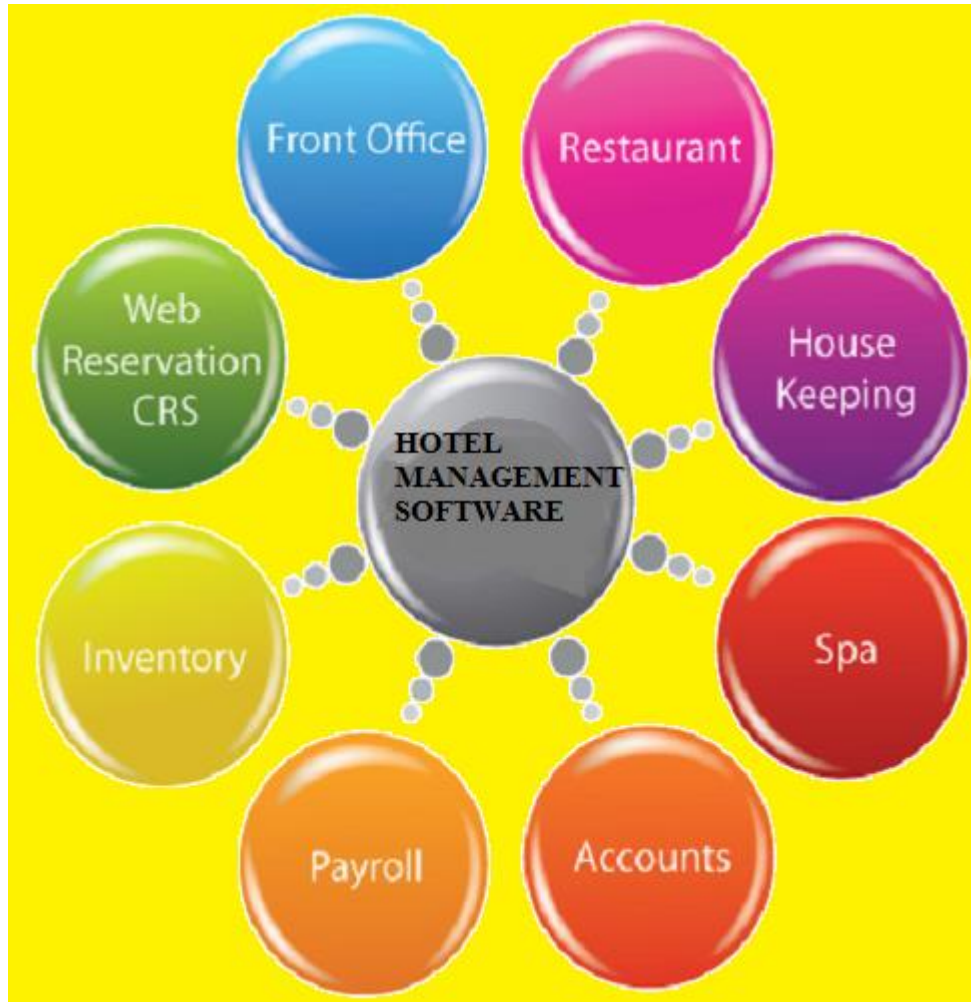 Front Office
Restaurant
Web
Reservation
CRS
House
Keeping
HOTEL
MANAGEMENT
SOFTWARE
Inventory
Spa
Payroll
Accounts